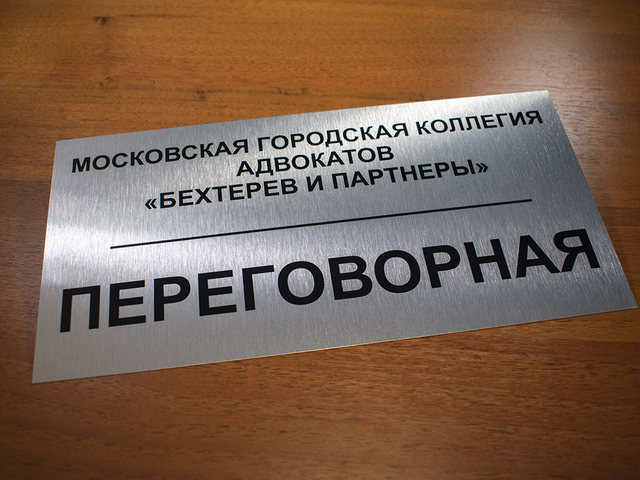 МОСКОВСКАЯ ГОРОДСКАЯ КОЛЛЕГИЯ
АДВОКАТОВ
«БЕХТЕРЕВ И ПАРТНЕРЫ»
ПЕРЕГОВОРНАЯ